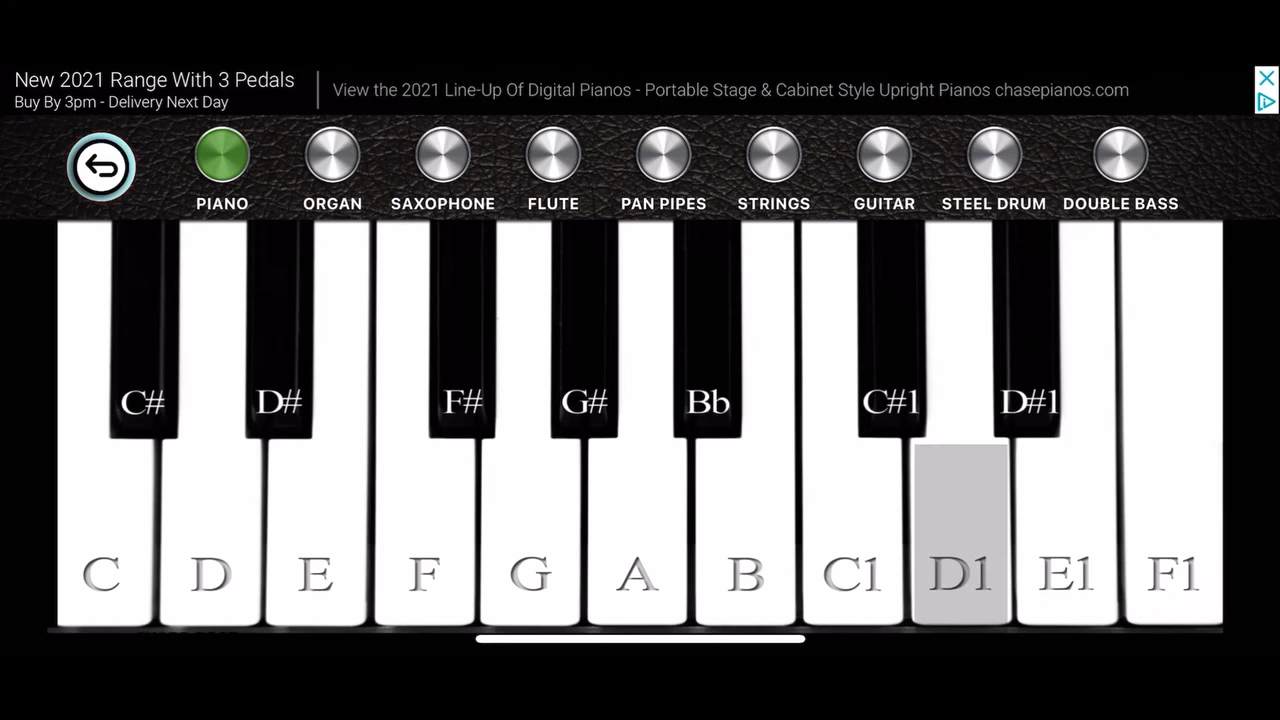 New 2021 Range With 3 Pedals
Buy By 3pm - Delivery Next Day
View the 2021 Line-Up Of Digital Pianos - Portable Stage & Cabinet Style Upright Pianos chasepianos.com
PIANO ORGAN SAXOPHONE FLUTE PAN PIPES STRINGS GUITAR STEEL DRUM DOUBLE BASS
C# D# F# G# Bb C#1 D#1
C D E F G A B C1 D1 E1 F1